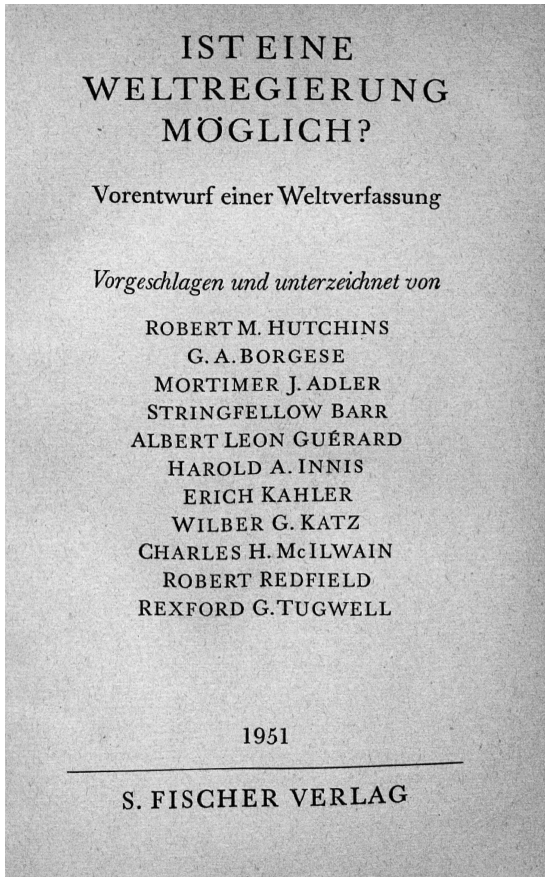 IST EINE
WELTREGIERUNG
MÖGLICH?
Vorentwurf einer Weltverfassung
Vorgeschlagen und unterzeichnet von
ROBERT M. HUTCHINS
G. A. BORGESE
MORTIMER J. ADLER
STRINGFELLOW BARR
ALBERT LEON GUÉRARD
HAROLD A. INNIS
ERICH KAHLER
WILBER G. KATZ
CHARLES H. McILWAIN
ROBERT REDFIELD
REXFORD G. TUGWELL
1951
S. FISCHER VERLAG